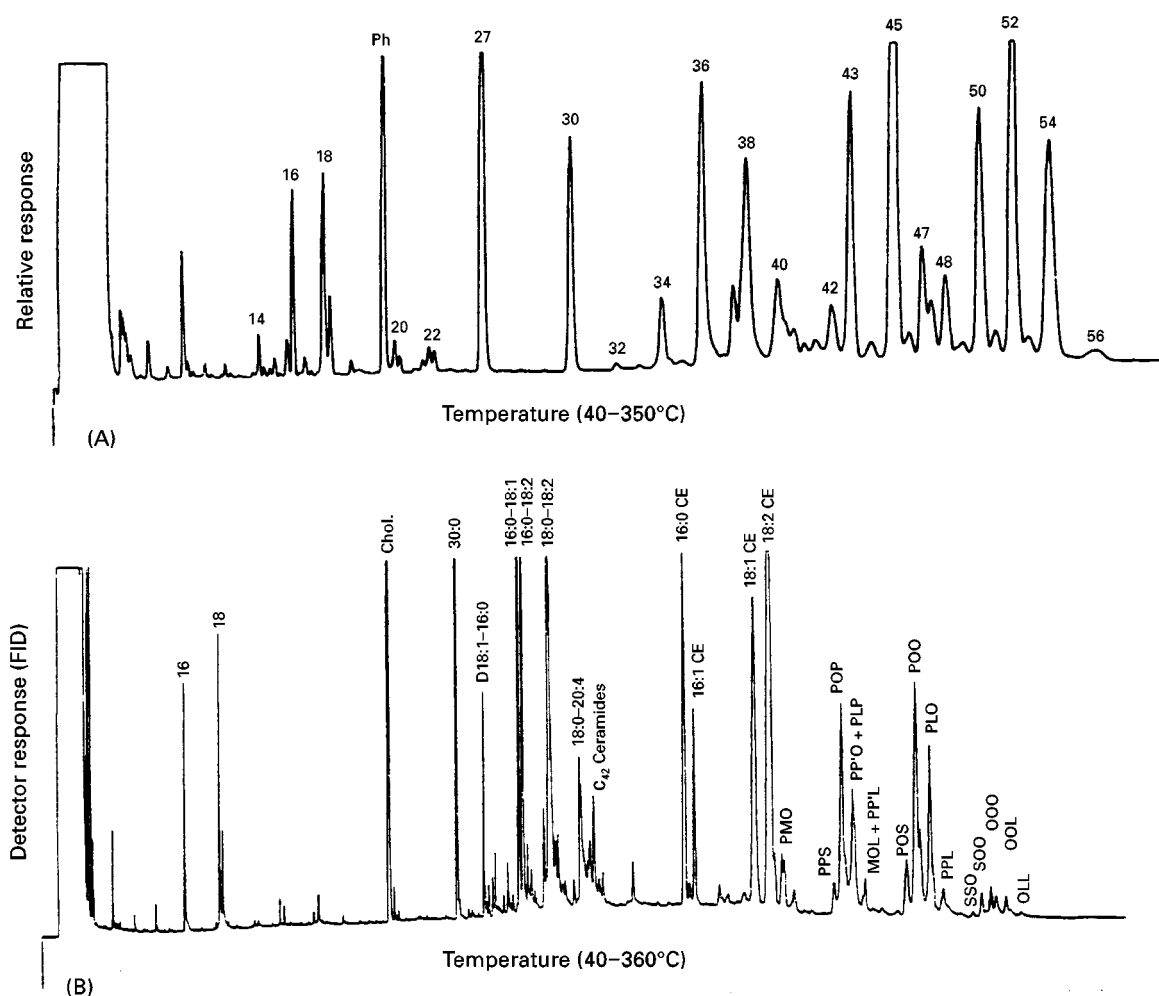 Relative response
14
16
18
Ph
20
22
27
30
32
34
36
38
40
42
43
45
47
48
50
52
54
56
Temperature (40–350°C)
(A)
Detector response (FID)
16
18
Chol.
30:0
D18:1–16:0
16:0–18:1
16:0–18:2
18:0–18:2
18:0–20:4
C₄₂ Ceramides
16:0 CE
16:1 CE
18:1 CE
18:2 CE
PMO
PPS
POP
PP'O + PLP
MOL + PP'L
POS
POO
PLO
PPL
SSO
SOO
OOO
OOL
OLL
Temperature (40–360°C)
(B)